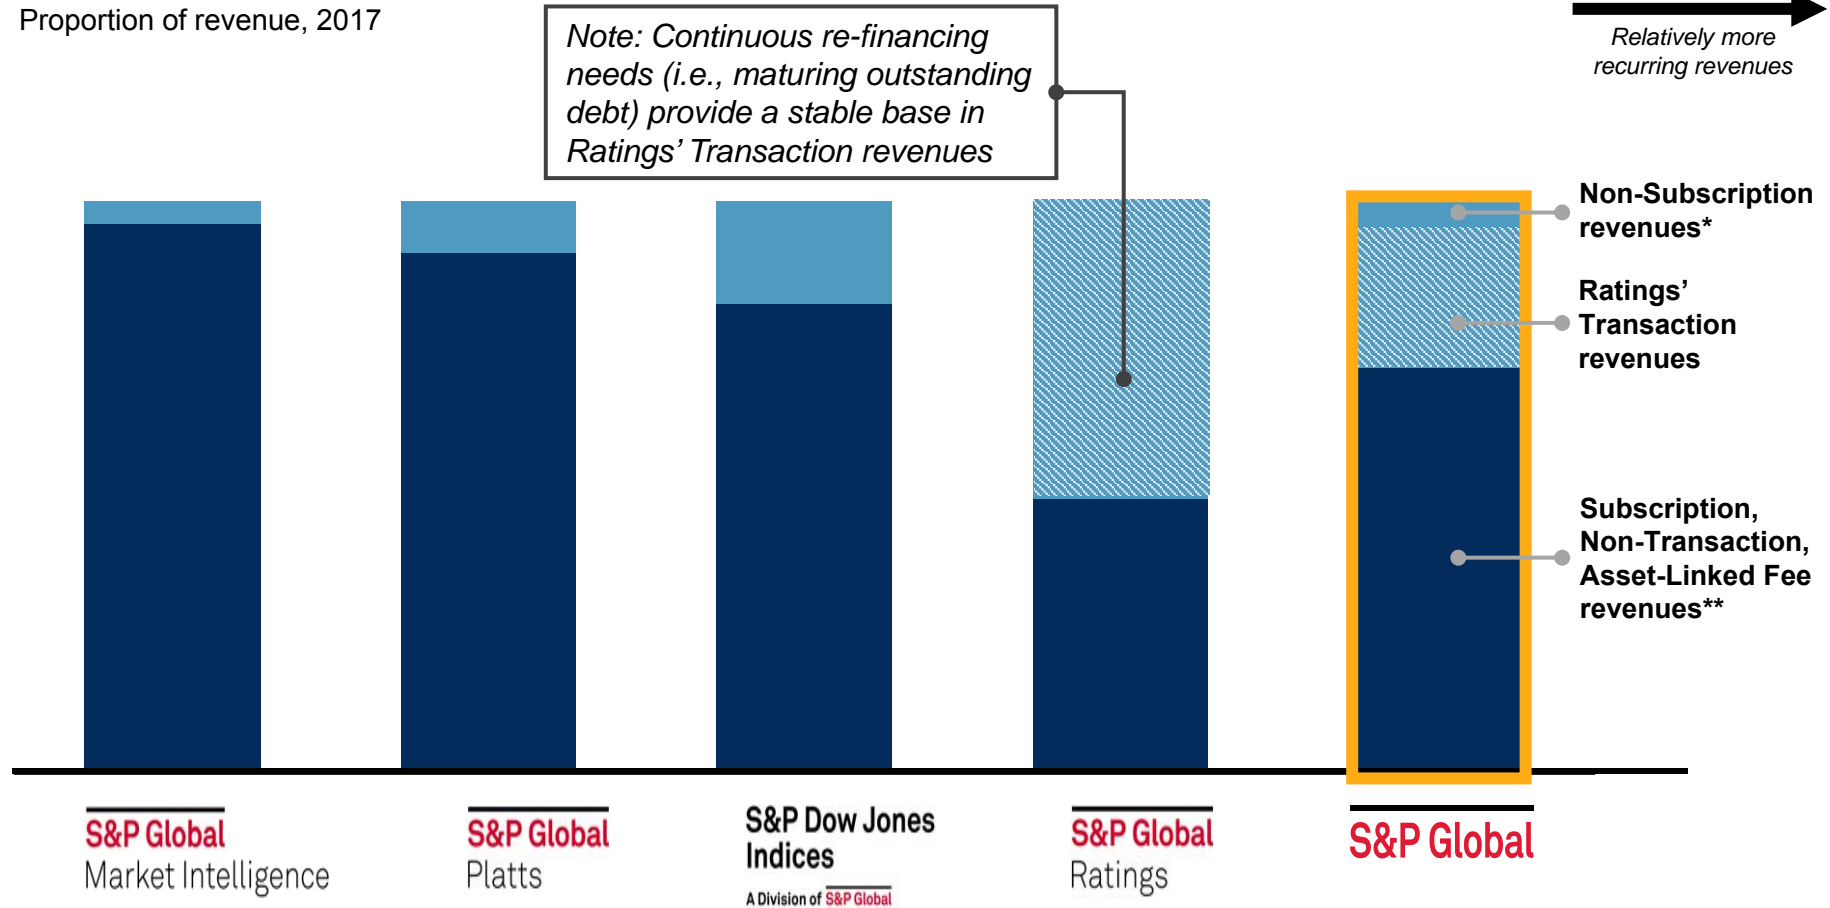 Proportion of revenue, 2017
Note: Continuous re-financing
needs (i.e., maturing outstanding
debt) provide a stable base in
Ratings’ Transaction revenues
Relatively more
recurring revenues
Non-Subscription
revenues*
Ratings’
Transaction
revenues
Subscription,
Non-Transaction,
Asset-Linked Fee
revenues**
S&P Global
Market Intelligence
S&P Global
Platts
S&P Dow Jones
Indices
A Division of S&P Global
S&P Global
Ratings
S&P Global